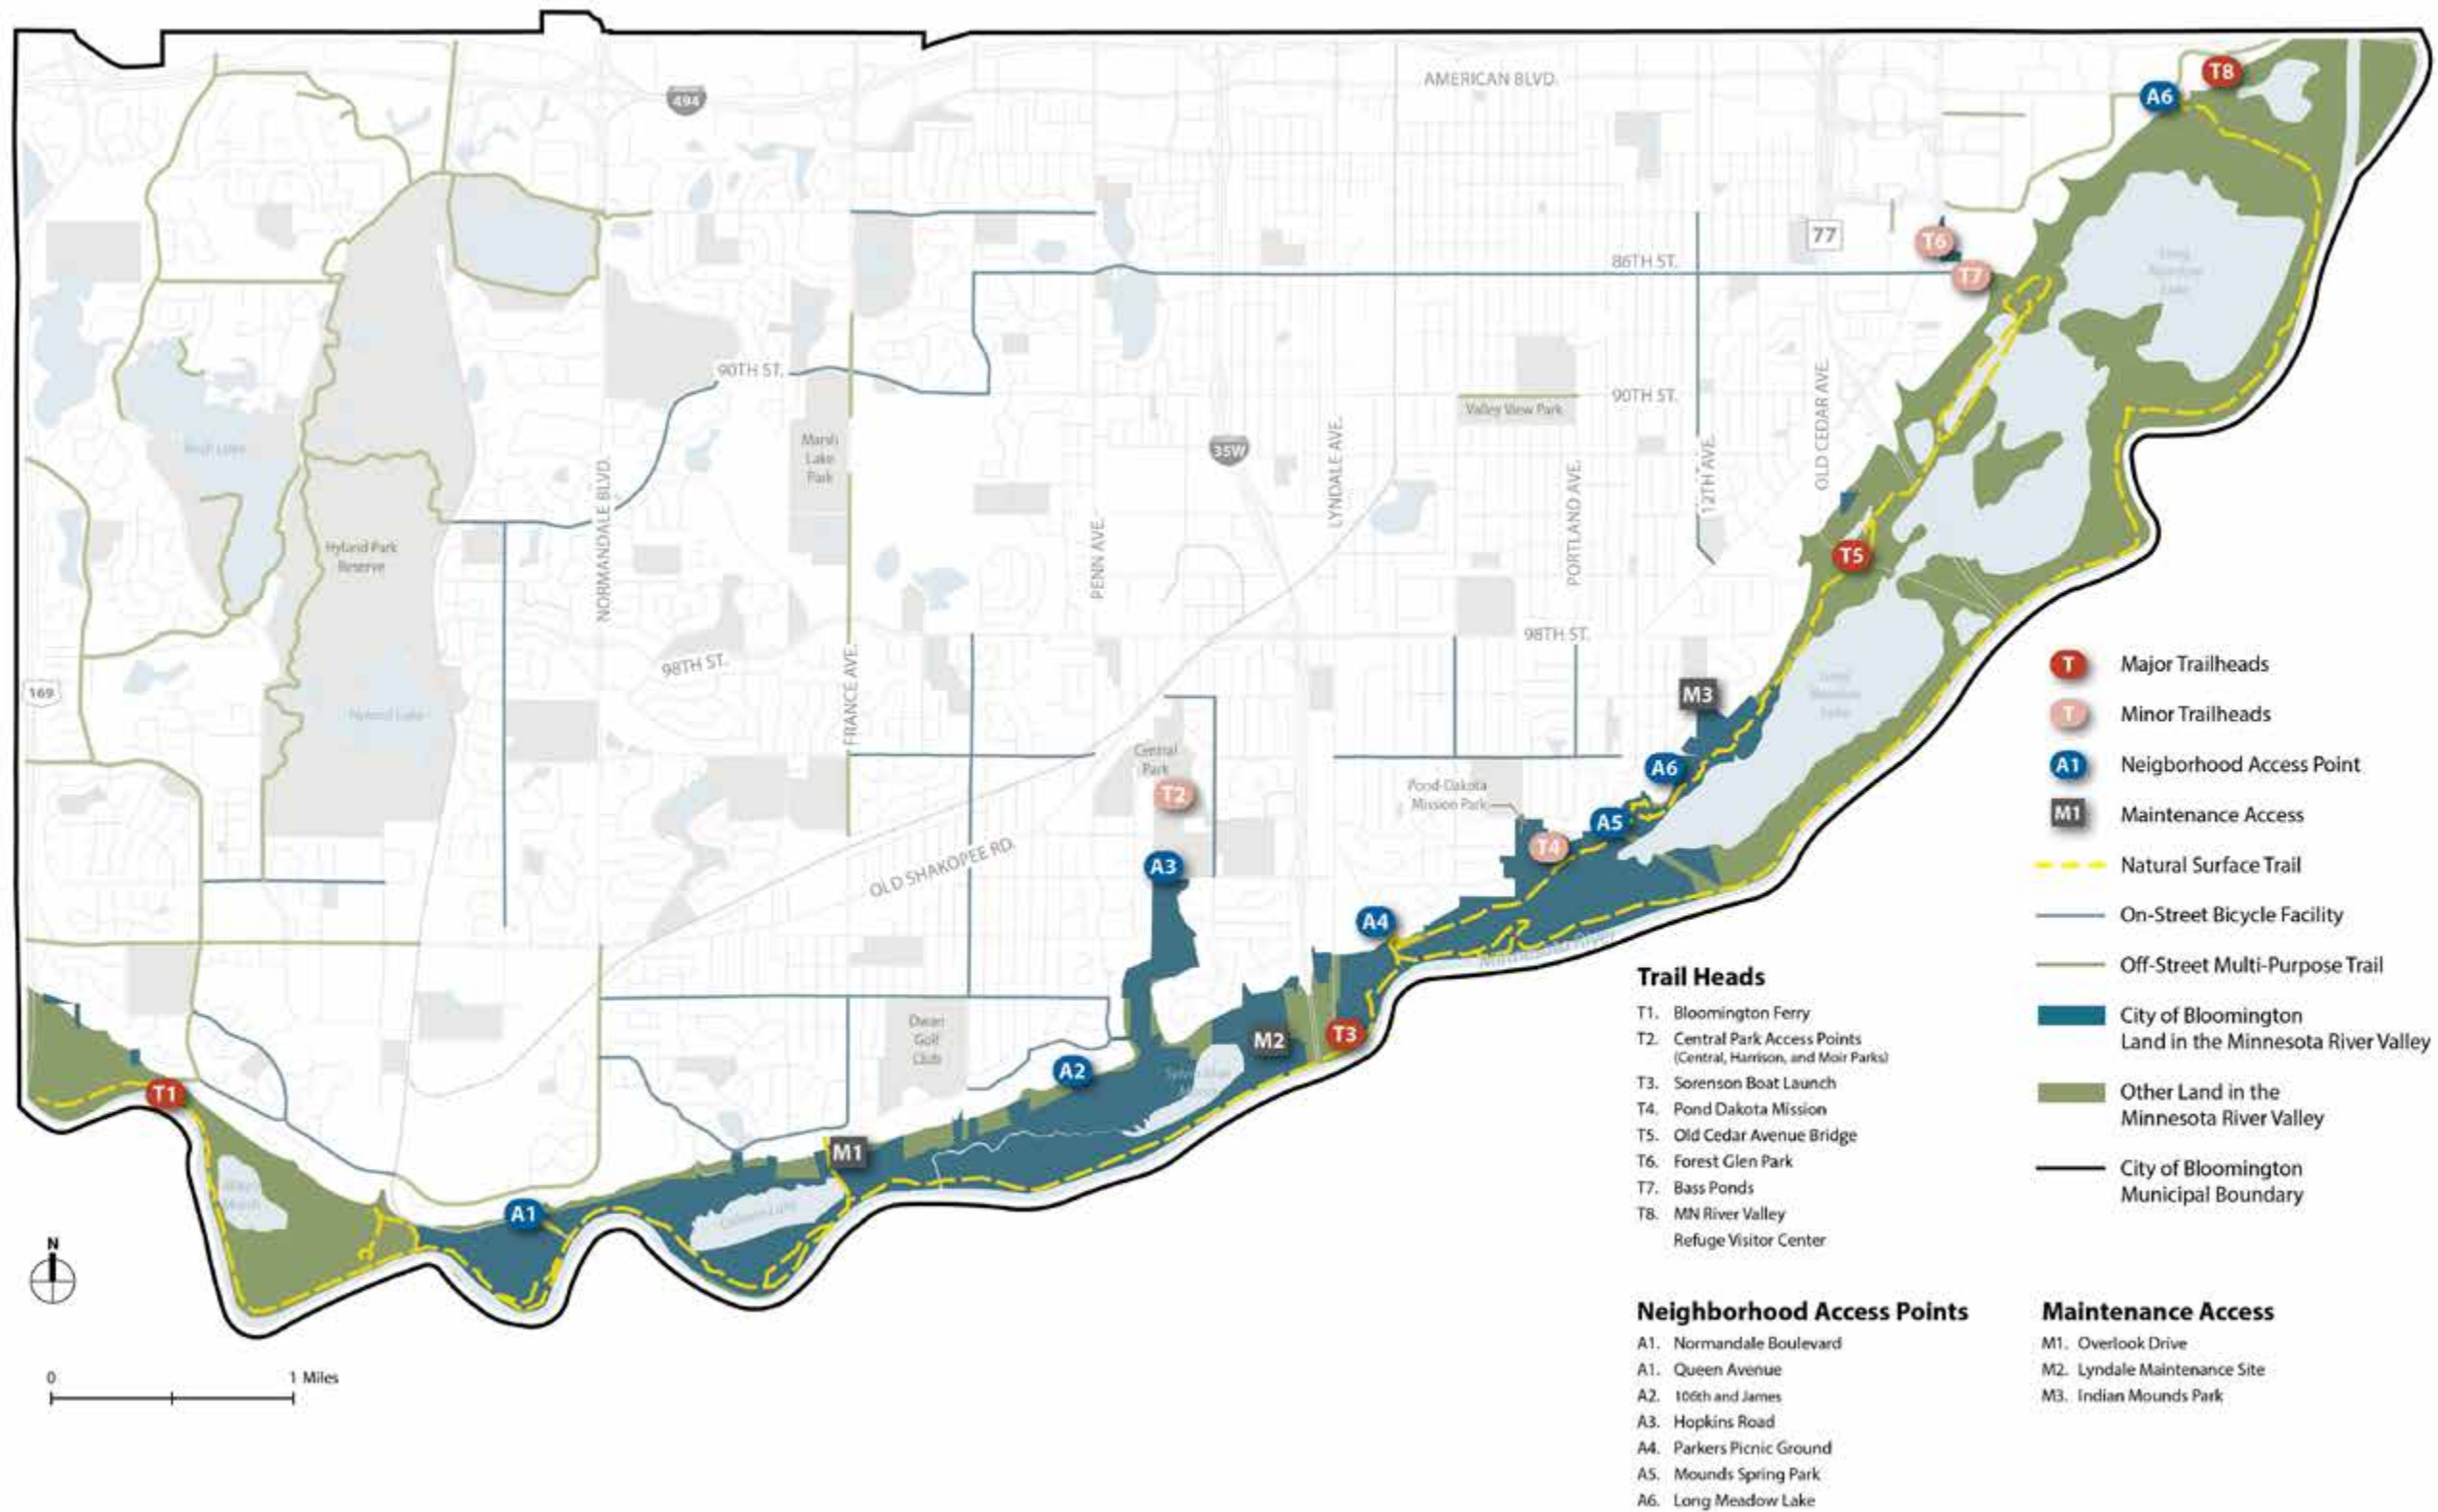 AMERICAN BLVD.
494
T8
A6
77
T6
86TH ST.
T7
90TH ST.
90TH ST.
Valley View Park
Marsh
Lake
Park
35W
LYNDALE AVE.
PORTLAND AVE.
12TH AVE.
OLD CEDAR AVE.
NORMANDALE BLVD.
PENN AVE.
Hyland Park
Reserve
T5
98TH ST.
98TH ST.
FRANCE AVE.
169
Hyland Lake
M3
Central
Park
A6
T2
Pond-Dakota
Mission Park
A5
T4
OLD SHAKOPEE RD.
A3
A4
Minnesota River
Dwan
Golf
Club
M2
T3
A2
T1
M1
A1
N
0
1 Miles
T
Major Trailheads
T
Minor Trailheads
A1
Neigborhood Access Point
M1
Maintenance Access
Natural Surface Trail
On-Street Bicycle Facility
Off-Street Multi-Purpose Trail
City of Bloomington
Land in the Minnesota River Valley
Other Land in the
Minnesota River Valley
City of Bloomington
Municipal Boundary
Trail Heads
T1. Bloomington Ferry
T2. Central Park Access Points
(Central, Harrison, and Moir Parks)
T3. Sorenson Boat Launch
T4. Pond Dakota Mission
T5. Old Cedar Avenue Bridge
T6. Forest Glen Park
T7. Bass Ponds
T8. MN River Valley
Refuge Visitor Center
Neighborhood Access Points
A1. Normandale Boulevard
A1. Queen Avenue
A2. 106th and James
A3. Hopkins Road
A4. Parkers Picnic Ground
A5. Mounds Spring Park
A6. Long Meadow Lake
Maintenance Access
M1. Overlook Drive
M2. Lyndale Maintenance Site
M3. Indian Mounds Park